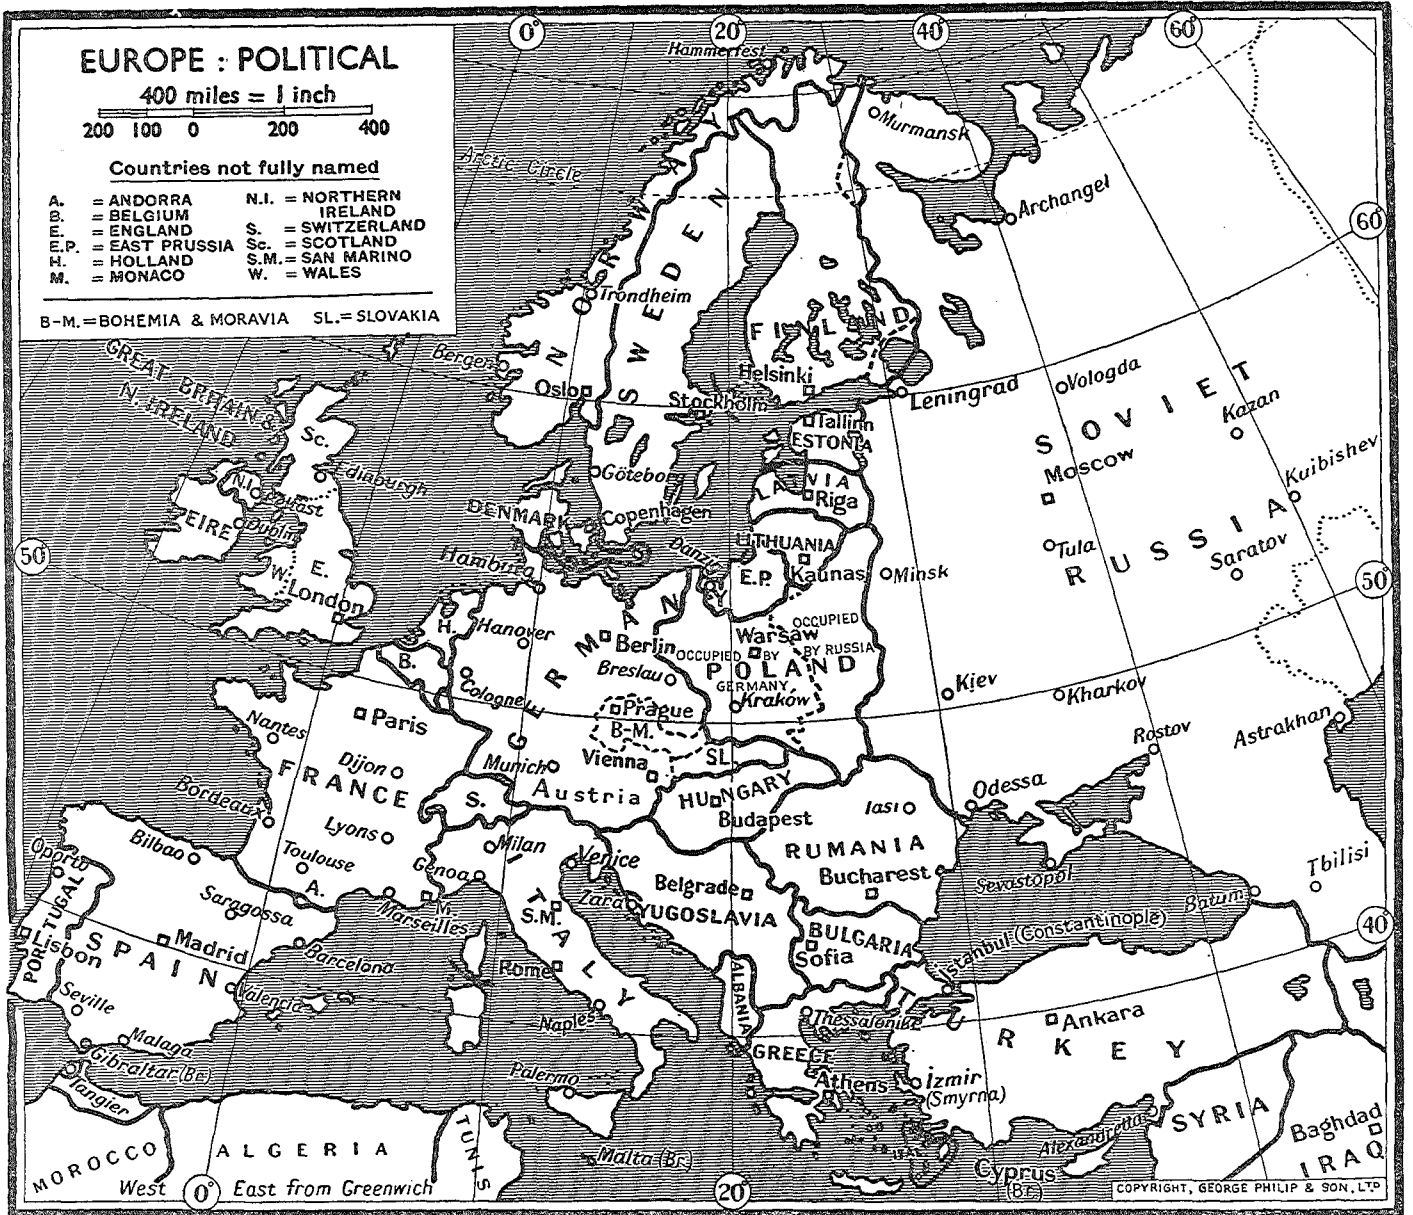 EUROPE : POLITICAL
400 miles = 1 inch
200 100 0 200 400
Countries not fully named
A. = ANDORRA
B. = BELGIUM
E. = ENGLAND
E.P. = EAST PRUSSIA
H. = HOLLAND
M. = MONACO
N.I. = NORTHERN
IRELAND
S. = SWITZERLAND
Sc. = SCOTLAND
S.M. = SAN MARINO
W. = WALES
B-M. = BOHEMIA & MORAVIA SL. = SLOVAKIA
0°
20°
40°
60°
Hammerfest
Murmansk
Arctic Circle
Archangel
60°
NORWAY
SWEDEN
FINLAND
Trondheim
Bergen
Oslo
Stockholm
Helsinki
Leningrad
Vologda
SOVIET
RUSSIA
Kazan
Moscow
Kuibishev
Tula
Saratov
GREAT BRITAIN &
N. IRELAND
Sc.
Edinburgh
N.I.
Belfast
EIRE
Dublin
W.
E.
London
Göteborg
DENMARK
Copenhagen
Tallinn
ESTONIA
LATVIA
Riga
LITHUANIA
Kaunas
Minsk
Danzig
E.P.
50°
50°
Hamburg
H.
Hanover
Berlin
GERMANY
B.
Cologne
Breslau
Warsaw
OCCUPIED
BY RUSSIA
OCCUPIED BY
POLAND
GERMANY
Kraków
Kiev
Kharkov
Prague
B-M.
Rostov
Astrakhan
Paris
Nantes
Dijon
FRANCE
Munich
Vienna
SL.
Austria
S.
HUNGARY
Budapest
Iasi
Odessa
Bordeaux
Lyons
Toulouse
A.
Milan
Genoa
Venice
Zara
RUMANIA
Bucharest
Belgrade
YUGOSLAVIA
Sevastopol
Tbilisi
Batum
Oporto
Bilbao
Saragossa
Marseilles
M.
S.M.
ITALY
BULGARIA
Sofia
İstanbul (Constantinople)
40°
PORTUGAL
Lisbon
SPAIN
Madrid
Barcelona
Rome
ALBANIA
Valencia
Seville
Naples
Thessalonike
TURKEY
Ankara
Malaga
Gibraltar (Br.)
Tangier
Palermo
GREECE
Athens
İzmir
(Smyrna)
Alexandretta
SYRIA
Baghdad
IRAQ
MOROCCO
ALGERIA
TUNIS
Malta (Br.)
Cyprus
(Br.)
West 0° East from Greenwich
20°
COPYRIGHT, GEORGE PHILIP & SON, LTD